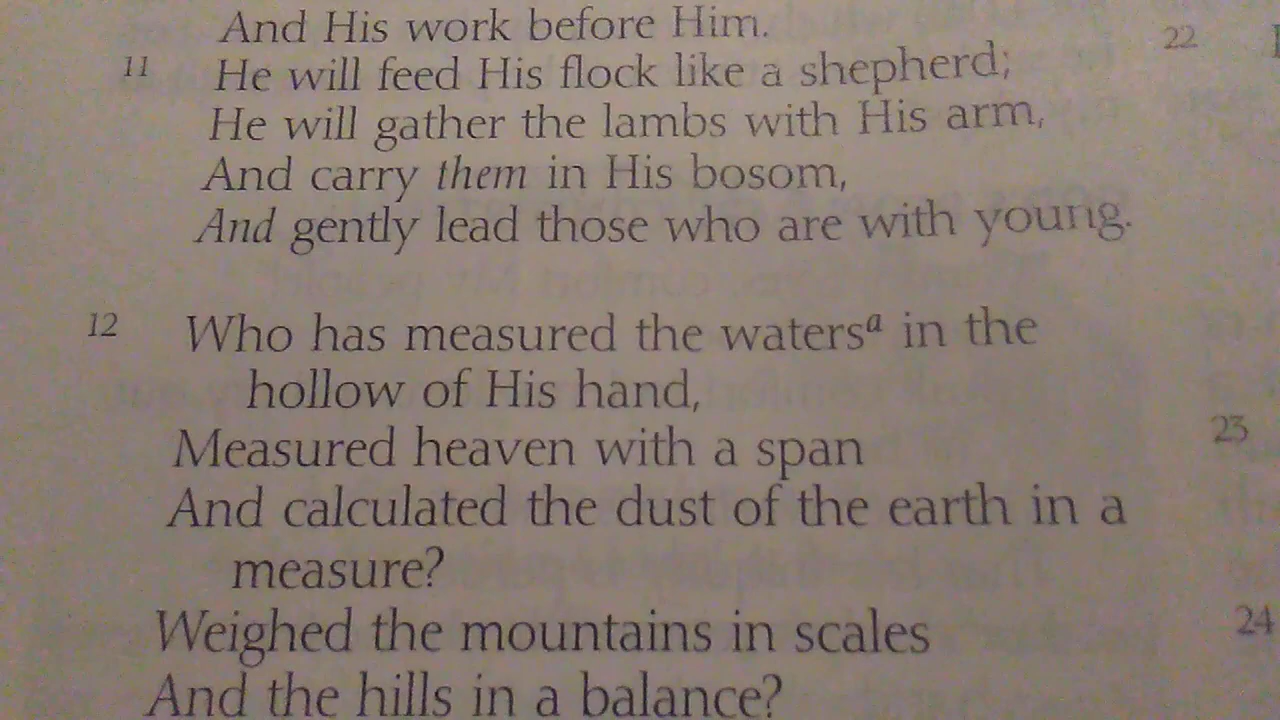 And His work before Him.
11 He will feed His flock like a shepherd;
He will gather the lambs with His arm,
And carry them in His bosom,
And gently lead those who are with young.
12 Who has measured the watersª in the
hollow of His hand,
Measured heaven with a span
And calculated the dust of the earth in a
measure?
Weighed the mountains in scales
And the hills in a balance?
22
23
24